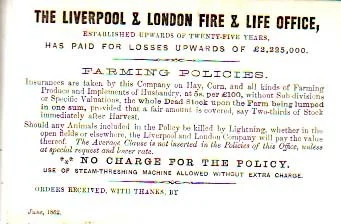 THE LIVERPOOL & LONDON FIRE & LIFE OFFICE,
ESTABLISHED UPWARDS OF TWENTY-FIVE YEARS,
HAS PAID FOR LOSSES UPWARDS OF £2,225,000.
FARMING POLICIES.
Insurances are taken, by this Company on Hay, Corn, and all kinds of Farming
Produce and Implements of Husbandry, at 5s. per £100, without Sub-divisions
or Specific Valuations, the whole Dead Stock upon the Farm being lumped
in one sum, provided that a fair amount is covered, say Two-thirds of Stock
immediately after Harvest.
Should any Animals included in the Policy be killed by Lightning, whether in the
open fields or elsewhere, the Liverpool and London Company will pay the value
thereof. The Average Clause is not inserted in the Policies of this Office, unless
at special request and lower rate.
*** NO CHARGE FOR THE POLICY.
USE OF STEAM-THRESHING MACHINE ALLOWED WITHOUT EXTRA CHARGE.
ORDERS RECEIVED, WITH THANKS, BY
June, 1862.